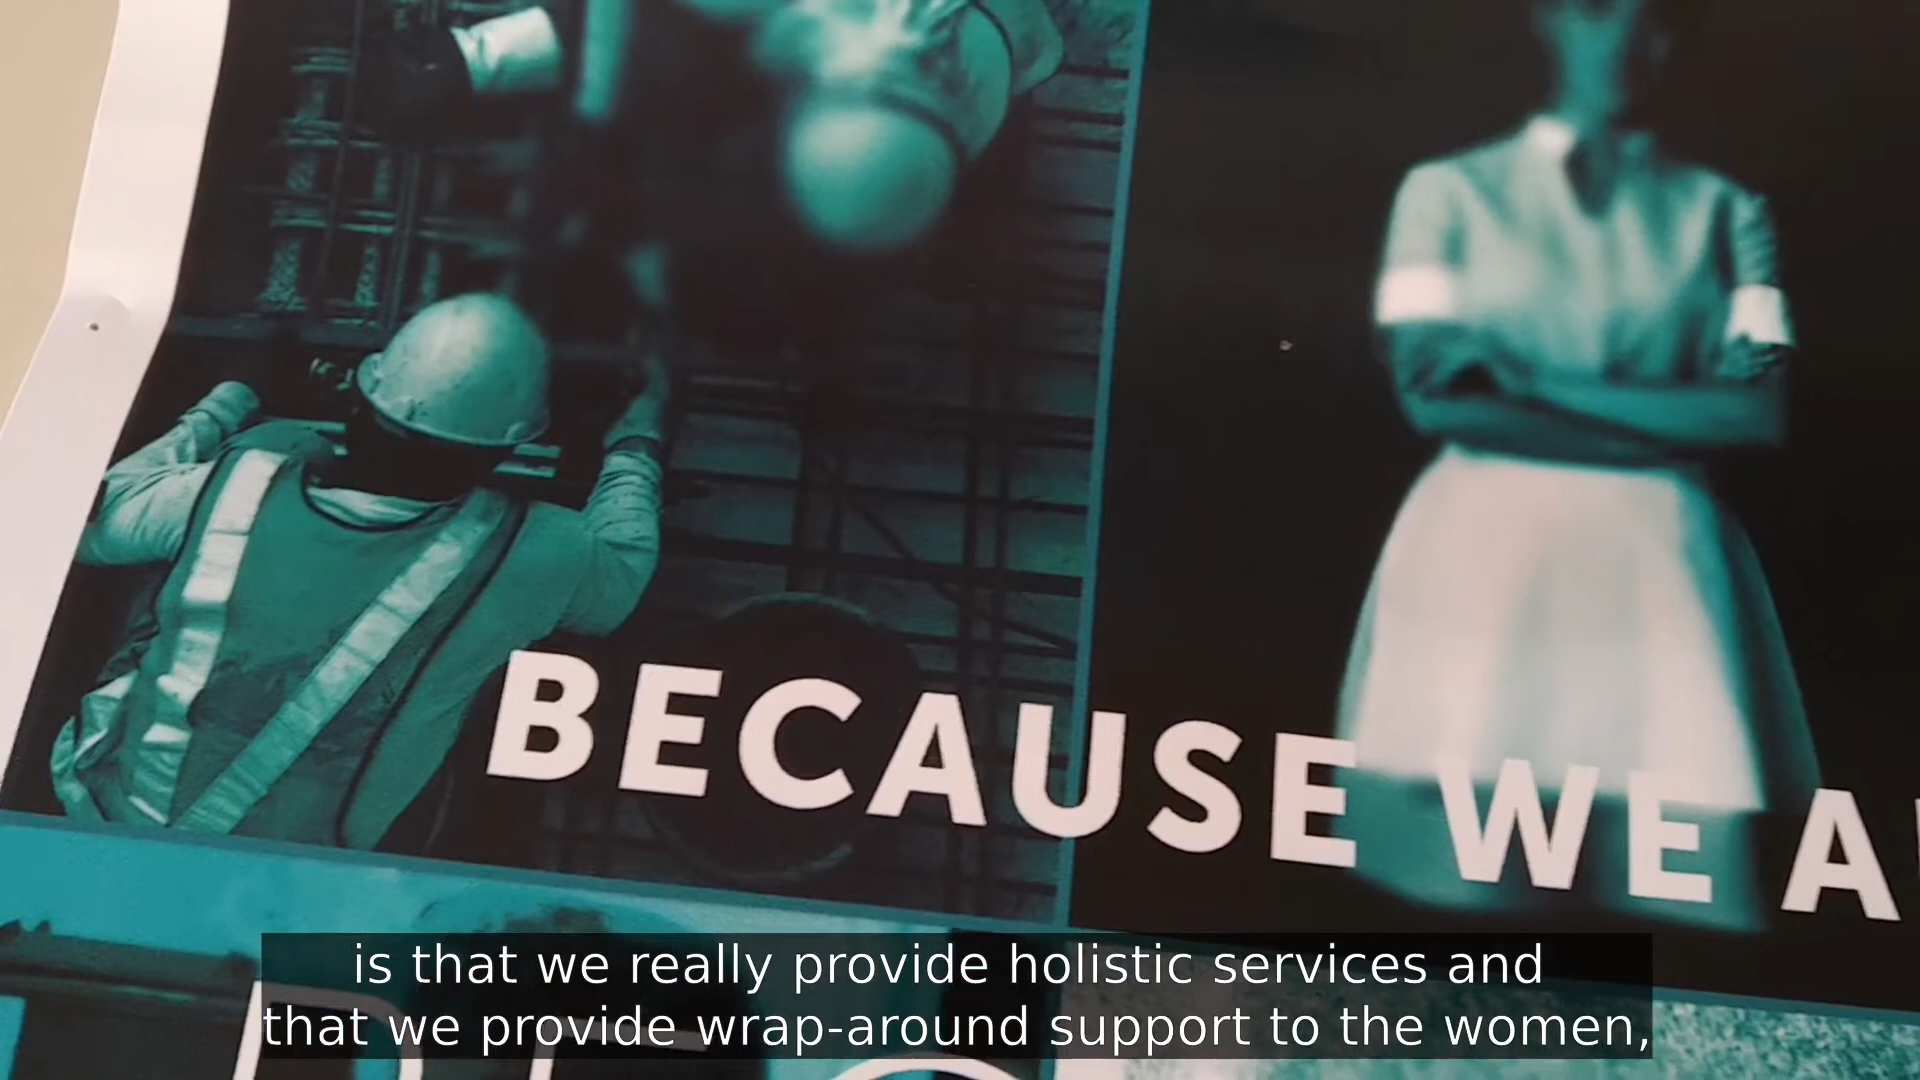 BECAUSE WE A
is that we really provide holistic services and
that we provide wrap-around support to the women,